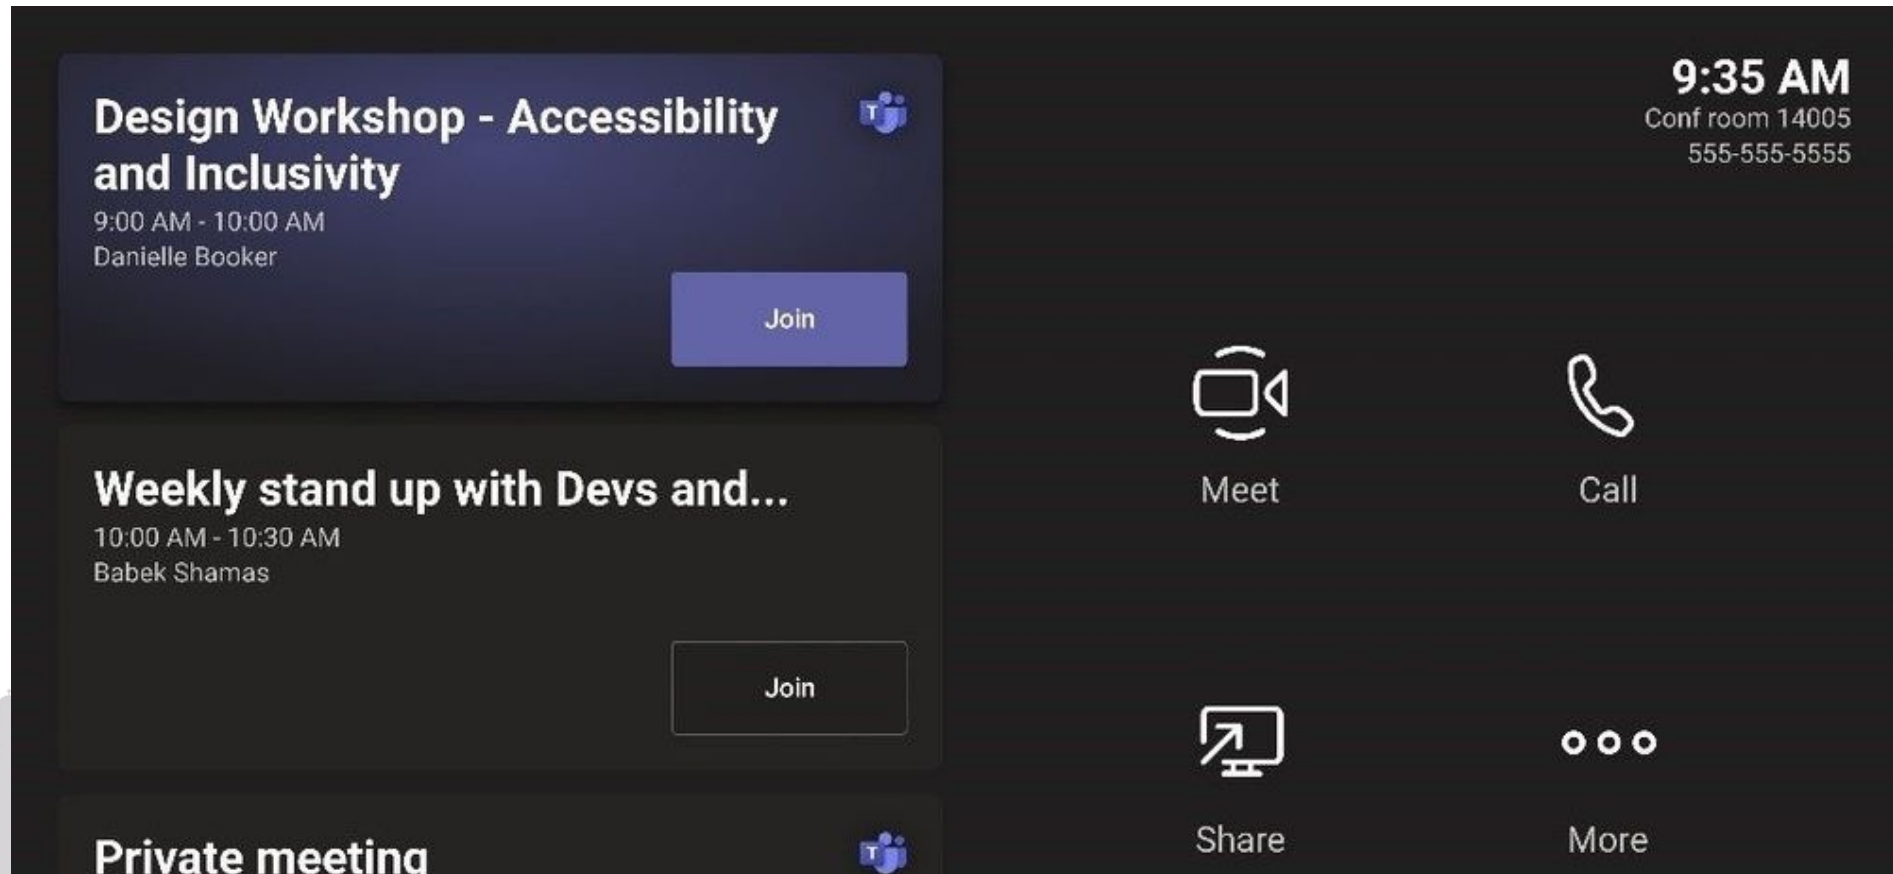 Design Workshop - Accessibility
and Inclusivity
9:00 AM - 10:00 AM
Danielle Booker
Join
Weekly stand up with Devs and...
10:00 AM - 10:30 AM
Babek Shamas
Join
Private meeting
9:35 AM
Conf room 14005
555-555-5555
Meet
Call
Share
More